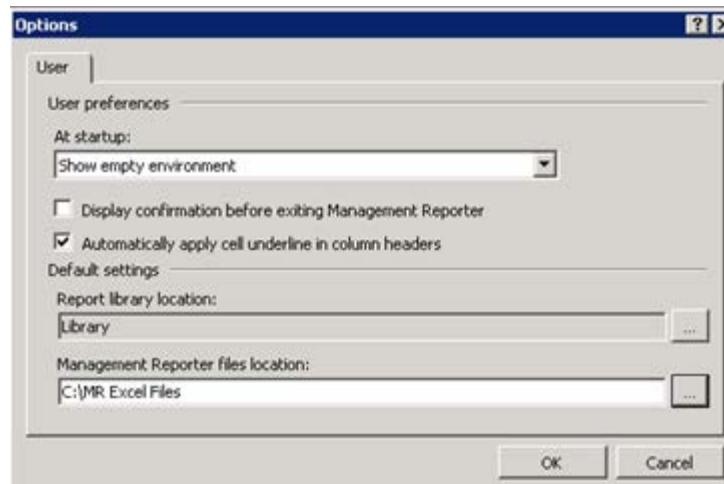 Options
User
User preferences
At startup:
Show empty environment
Display confirmation before exiting Management Reporter
Automatically apply cell underline in column headers
Default settings
Report library location:
Library
...
Management Reporter files location:
C:\MR Excel Files
...
OK Cancel